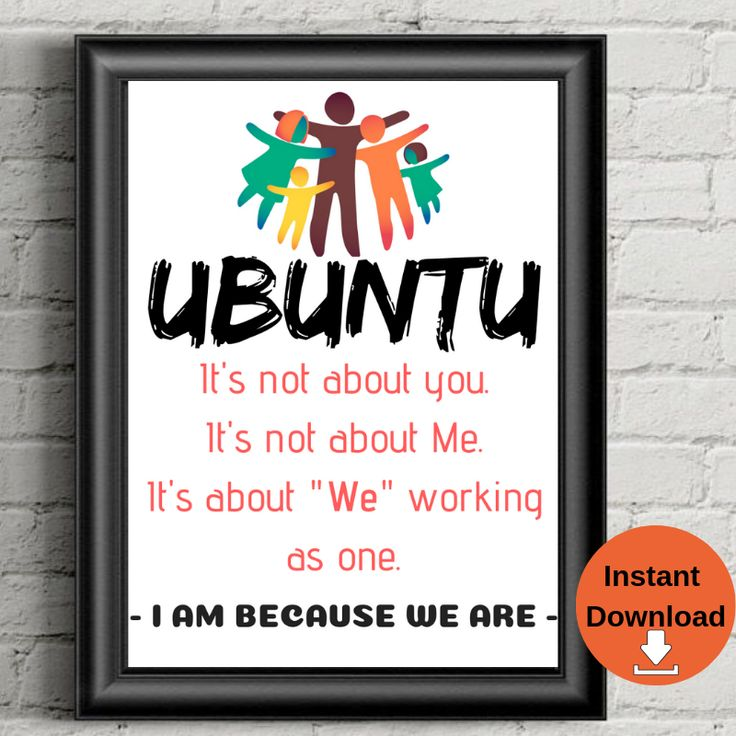 UBUNTU
It's not about you.
It's not about Me.
It's about "We" working
as one.
- I AM BECAUSE WE ARE -
Instant
Download